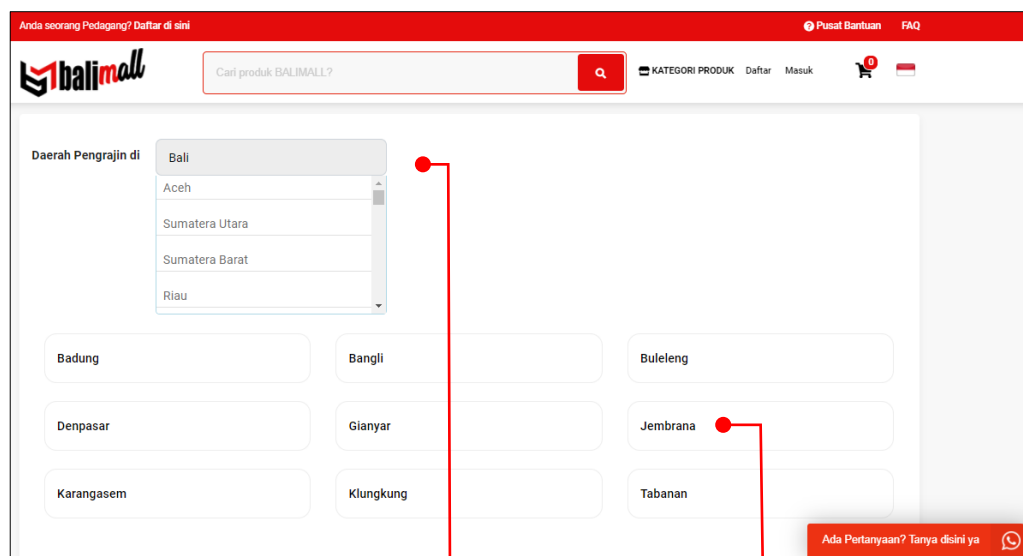 Anda seorang Pedagang? Daftar di sini
Pusat Bantuan FAQ
balimall
Cari produk BALIMALL?
KATEGORI PRODUK Daftar Masuk
0
Daerah Pengrajin di
Bali
Aceh
Sumatera Utara
Sumatera Barat
Riau
Badung Bangli Buleleng
Denpasar Gianyar Jembrana
Karangasem Klungkung Tabanan
Ada Pertanyaan? Tanya disini ya